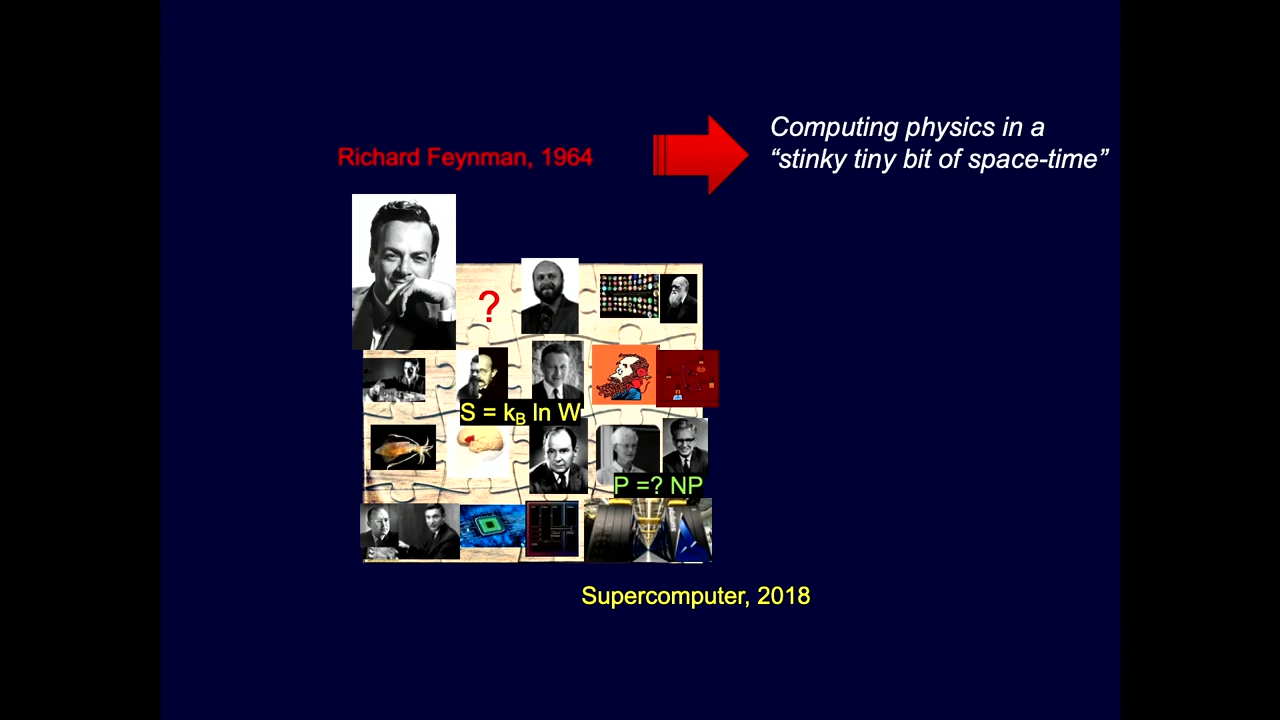 Computing physics in a
“stinky tiny bit of space-time”
Richard Feynman, 1964
?
S = kB ln W
P =? NP
Supercomputer, 2018